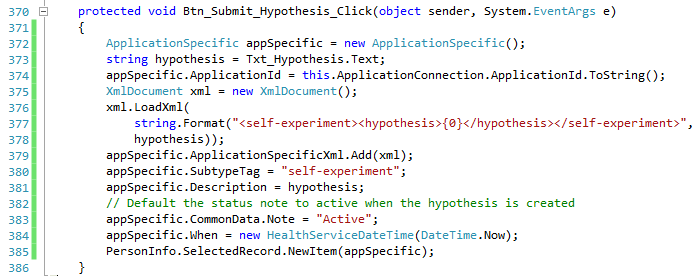 370 protected void Btn_Submit_Hypothesis_Click(object sender, System.EventArgs e)
371 {
372 ApplicationSpecific appSpecific = new ApplicationSpecific();
373 string hypothesis = Txt_Hypothesis.Text;
374 appSpecific.ApplicationId = this.ApplicationConnection.ApplicationId.ToString();
375 XmlDocument xml = new XmlDocument();
376 xml.LoadXml(
377 string.Format("<self-experiment><hypothesis>{0}</hypothesis></self-experiment>",
378 hypothesis));
379 appSpecific.ApplicationSpecificXml.Add(xml);
380 appSpecific.SubtypeTag = "self-experiment";
381 appSpecific.Description = hypothesis;
382 // Default the status note to active when the hypothesis is created
383 appSpecific.CommonData.Note = "Active";
384 appSpecific.When = new HealthServiceDateTime(DateTime.Now);
385 PersonInfo.SelectedRecord.NewItem(appSpecific);
386 }